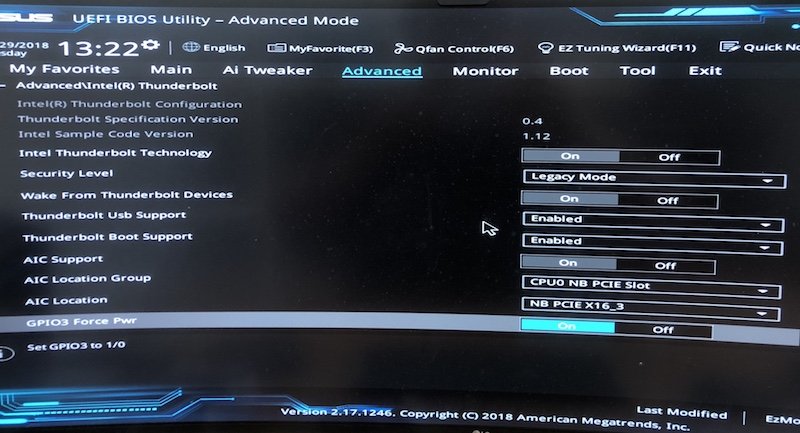 UEFI BIOS Utility – Advanced Mode
29/2018 13:22 English MyFavorite(F3) Qfan Control(F6) EZ Tuning Wizard(F11) Quick No
sday
My Favorites Main Ai Tweaker Advanced Monitor Boot Tool Exit
Advanced\Intel(R) Thunderbolt
Intel(R) Thunderbolt Configuration
Thunderbolt Specification Version 0.4
Intel Sample Code Version 1.12
Intel Thunderbolt Technology On Off
Security Level Legacy Mode
Wake From Thunderbolt Devices On Off
Thunderbolt Usb Support Enabled
Thunderbolt Boot Support Enabled
AIC Support On Off
AIC Location Group CPU0 NB PCIE Slot
AIC Location NB PCIE X16_3
GPIO3 Force Pwr On Off
Set GPIO3 to 1/0
Last Modified EzMo
Version 2.17.1246. Copyright (C) 2018 American Megatrends, Inc.